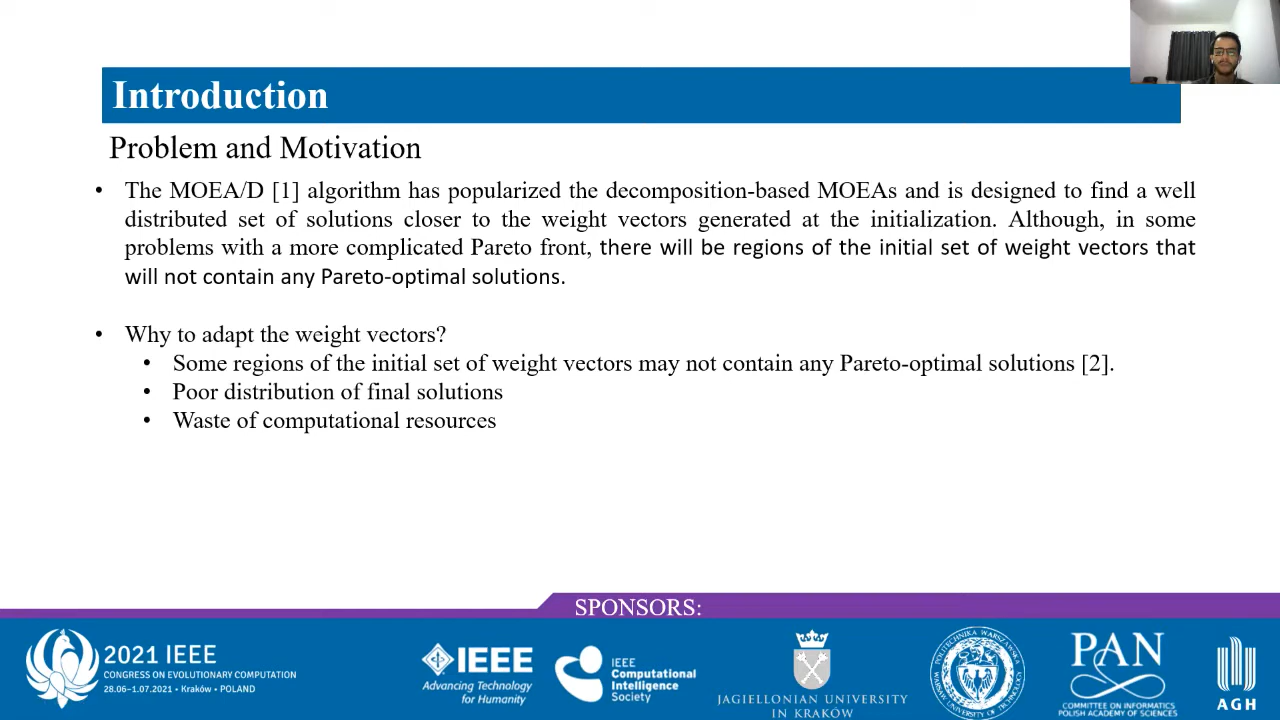 Introduction
Problem and Motivation
• The MOEA/D [1] algorithm has popularized the decomposition-based MOEAs and is designed to find a well
distributed set of solutions closer to the weight vectors generated at the initialization. Although, in some
problems with a more complicated Pareto front, there will be regions of the initial set of weight vectors that
will not contain any Pareto-optimal solutions.
• Why to adapt the weight vectors?
• Some regions of the initial set of weight vectors may not contain any Pareto-optimal solutions [2].
• Poor distribution of final solutions
• Waste of computational resources
SPONSORS:
2021 IEEE
CONGRESS ON EVOLUTIONARY COMPUTATION
28.06–1.07.2021 • Kraków • POLAND
IEEE
Advancing Technology
for Humanity
IEEE
Computational
Intelligence
Society
JAGIELLONIAN UNIVERSITY
IN KRAKÓW
POLITECHNIKA WARSZAWSKA
WARSAW UNIVERSITY OF TECHNOLOGY
PAN
COMMITTEE ON INFORMATICS
POLISH ACADEMY OF SCIENCES
AGH